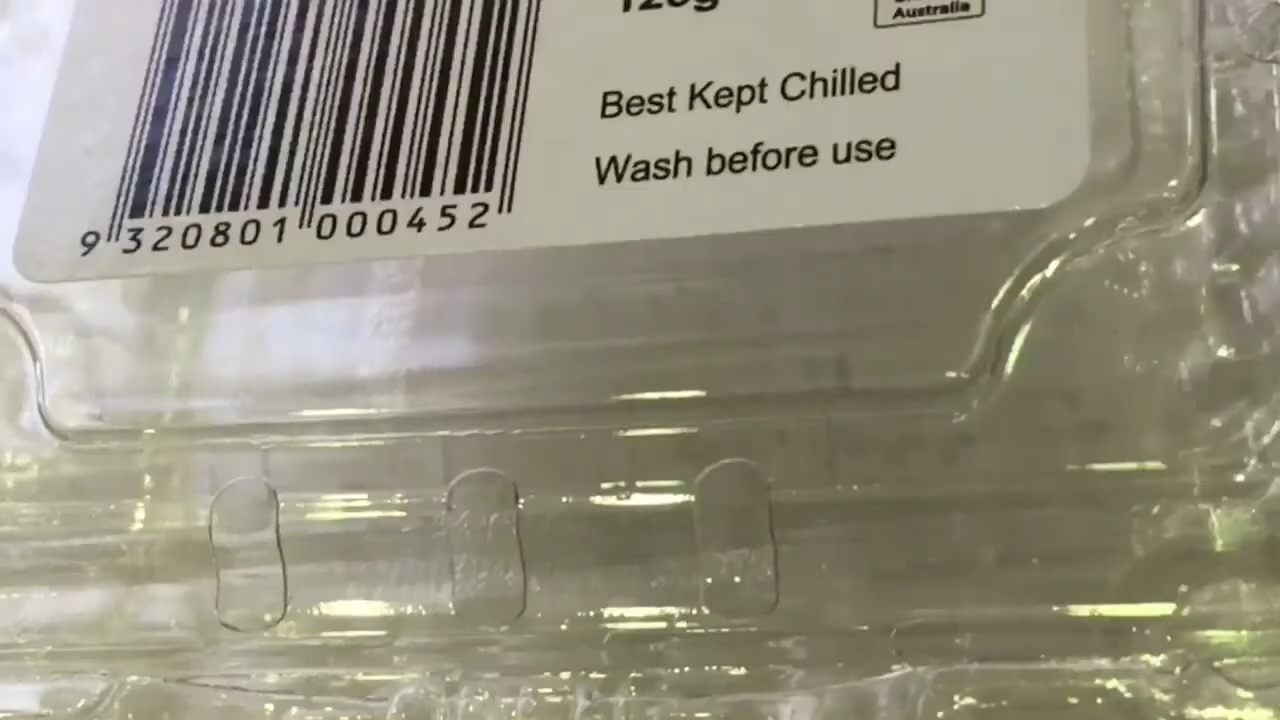 Australia
Best Kept Chilled
Wash before use
9 320801 000452